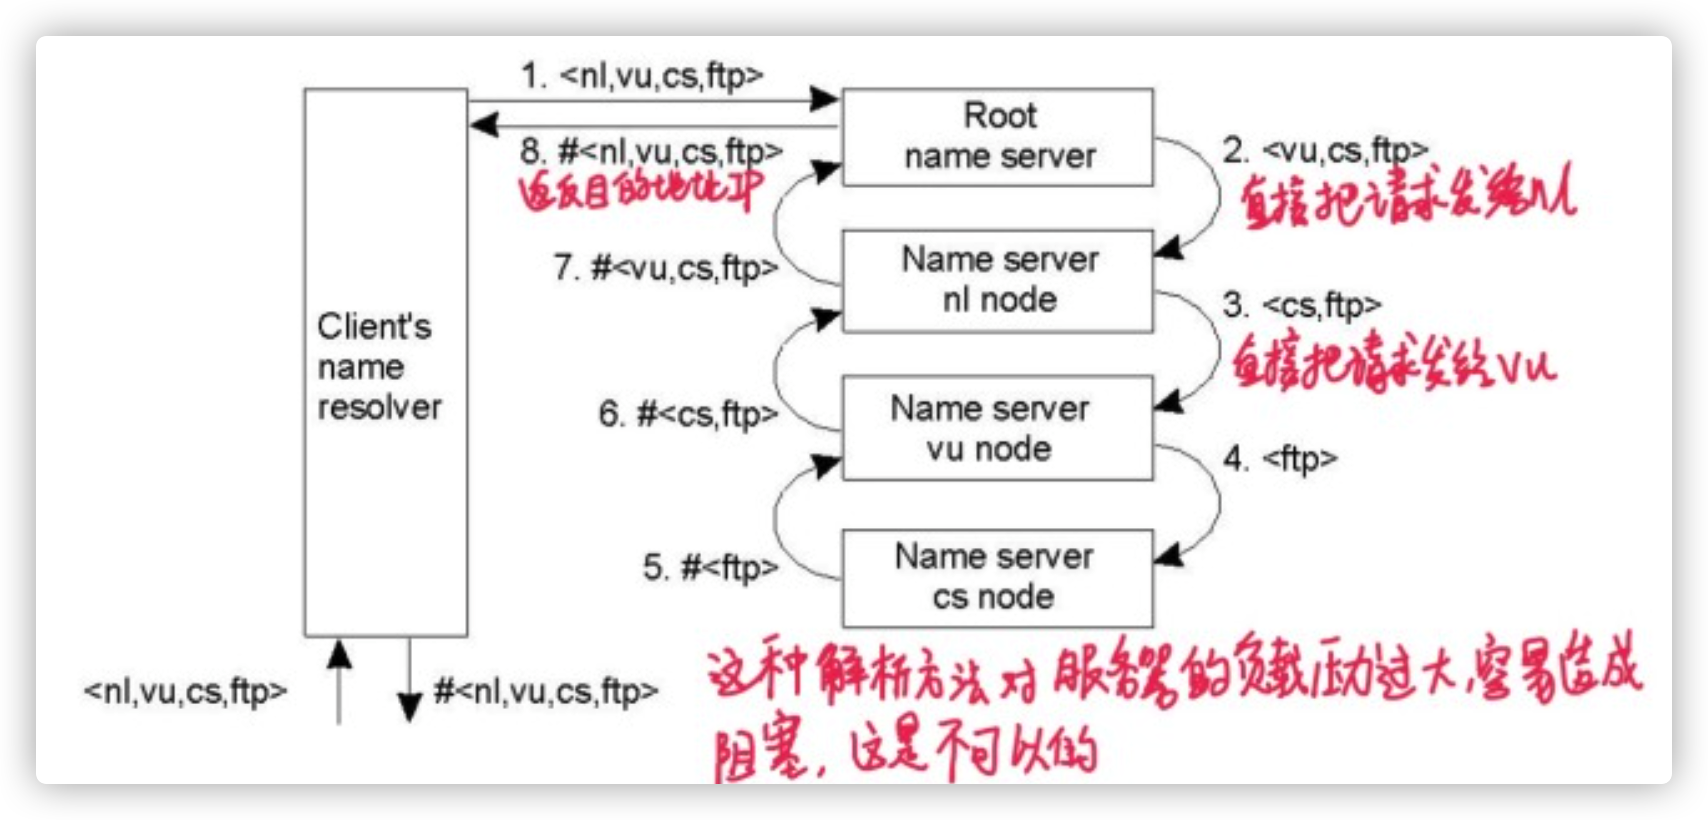 1. <nl,vu,cs,ftp>
Root
name server
8. #<nl,vu,cs,ftp>
返反目的地址IP
2. <vu,cs,ftp>
直接把请求发给nl
Name server
nl node
7. #<vu,cs,ftp>
3. <cs,ftp>
直接把请求发给vu
Client's
name
resolver
Name server
vu node
6. #<cs,ftp>
4. <ftp>
Name server
cs node
5. #<ftp>
<nl,vu,cs,ftp>
#<nl,vu,cs,ftp>
这种解析方法对服务器的负载压力过大,容易造成
阻塞,这是不可以的